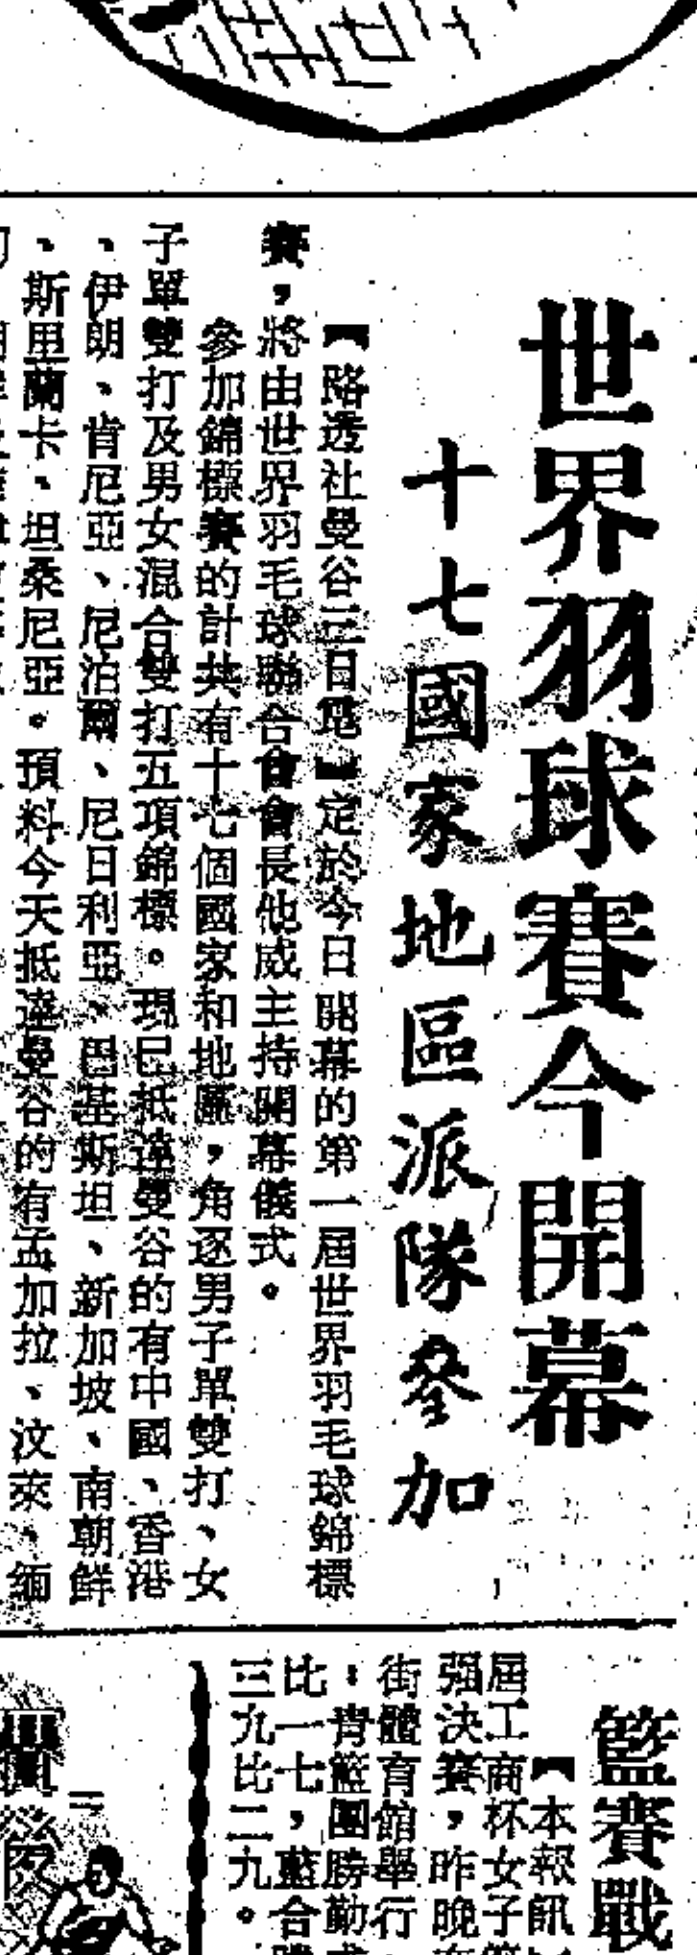 世界羽球賽今開幕
十七國家地區派隊參加
【路透社曼谷三日電】定於今日開幕的第一屆世界羽毛球錦標
賽，將由世界羽毛球聯合會會長他威主持開幕儀式。
參加錦標賽的計共有十七個國家和地區，角逐男子單雙打、女
子單雙打及男女混合雙打五項錦標。現已抵達曼谷的有中國、香港
、伊朗、肯尼亞、尼泊爾、尼日利亞、巴基斯坦、新加坡、南朝鮮
、斯里蘭卡、坦桑尼亞。預料今天抵達曼谷的有孟加拉、汶萊、緬
籃賽戰
【本報訊
屆工商杯女子籃
强決賽，昨晚
街體育館舉行
：青籃團勝勤
比一七，藍合
三九比二九。